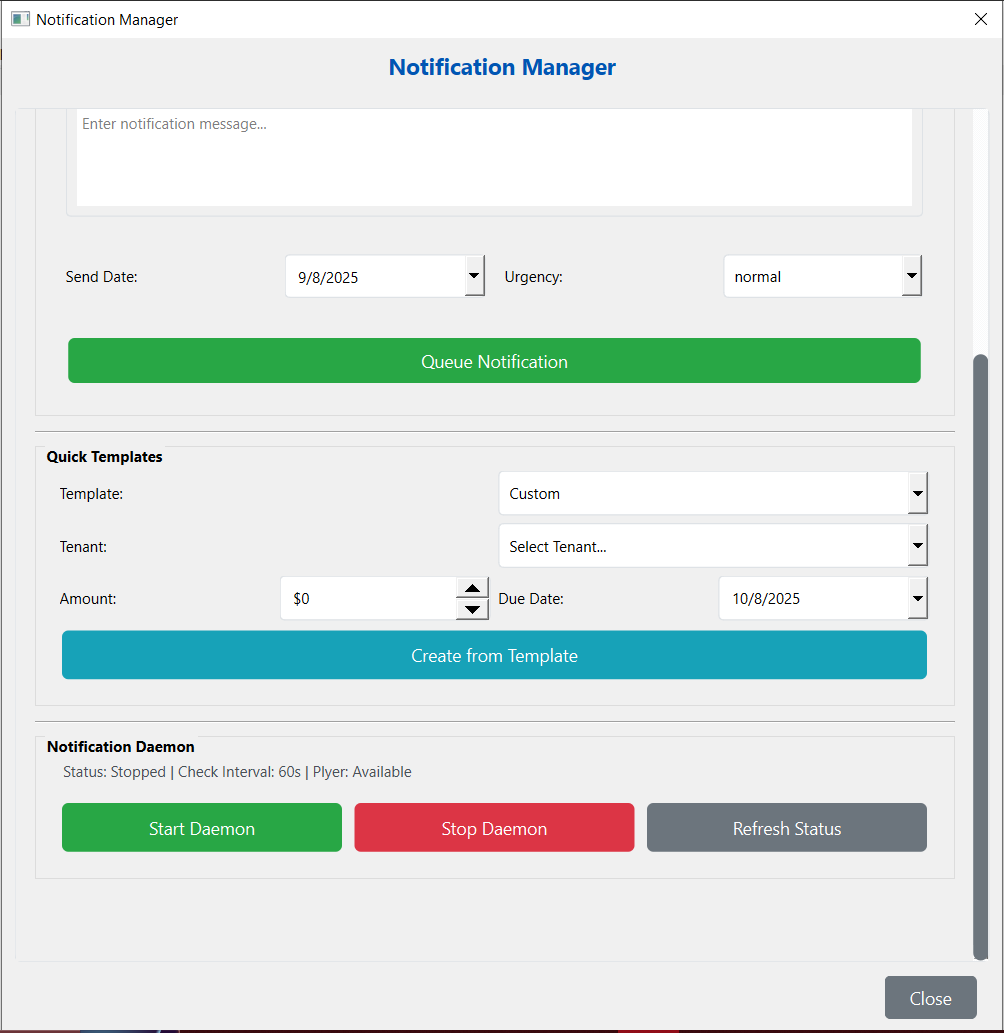 Notification Manager
Notification Manager
Enter notification message...
Send Date: 9/8/2025 Urgency: normal
Queue Notification
Quick Templates
Template: Custom
Tenant: Select Tenant...
Amount: $0 Due Date: 10/8/2025
Create from Template
Notification Daemon
Status: Stopped | Check Interval: 60s | Plyer: Available
Start Daemon Stop Daemon Refresh Status
Close